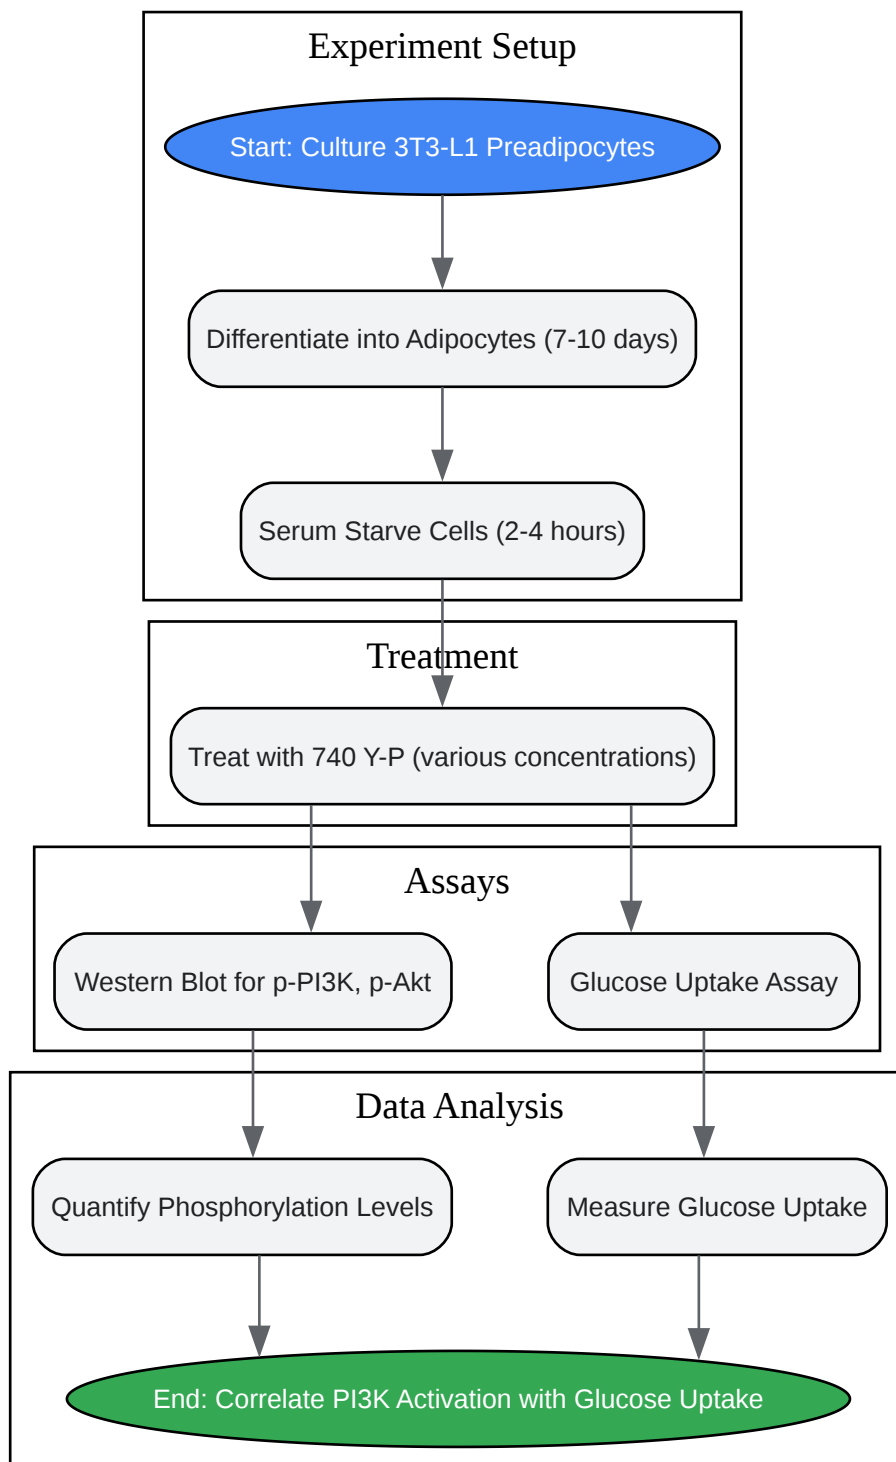 Experiment Setup
Start: Culture 3T3-L1 Preadipocytes
Differentiate into Adipocytes (7-10 days)
Serum Starve Cells (2-4 hours)
Treatment
Treat with 740 Y-P (various concentrations)
Assays
Western Blot for p-PI3K, p-Akt
Glucose Uptake Assay
Data Analysis
Quantify Phosphorylation Levels
Measure Glucose Uptake
End: Correlate PI3K Activation with Glucose Uptake